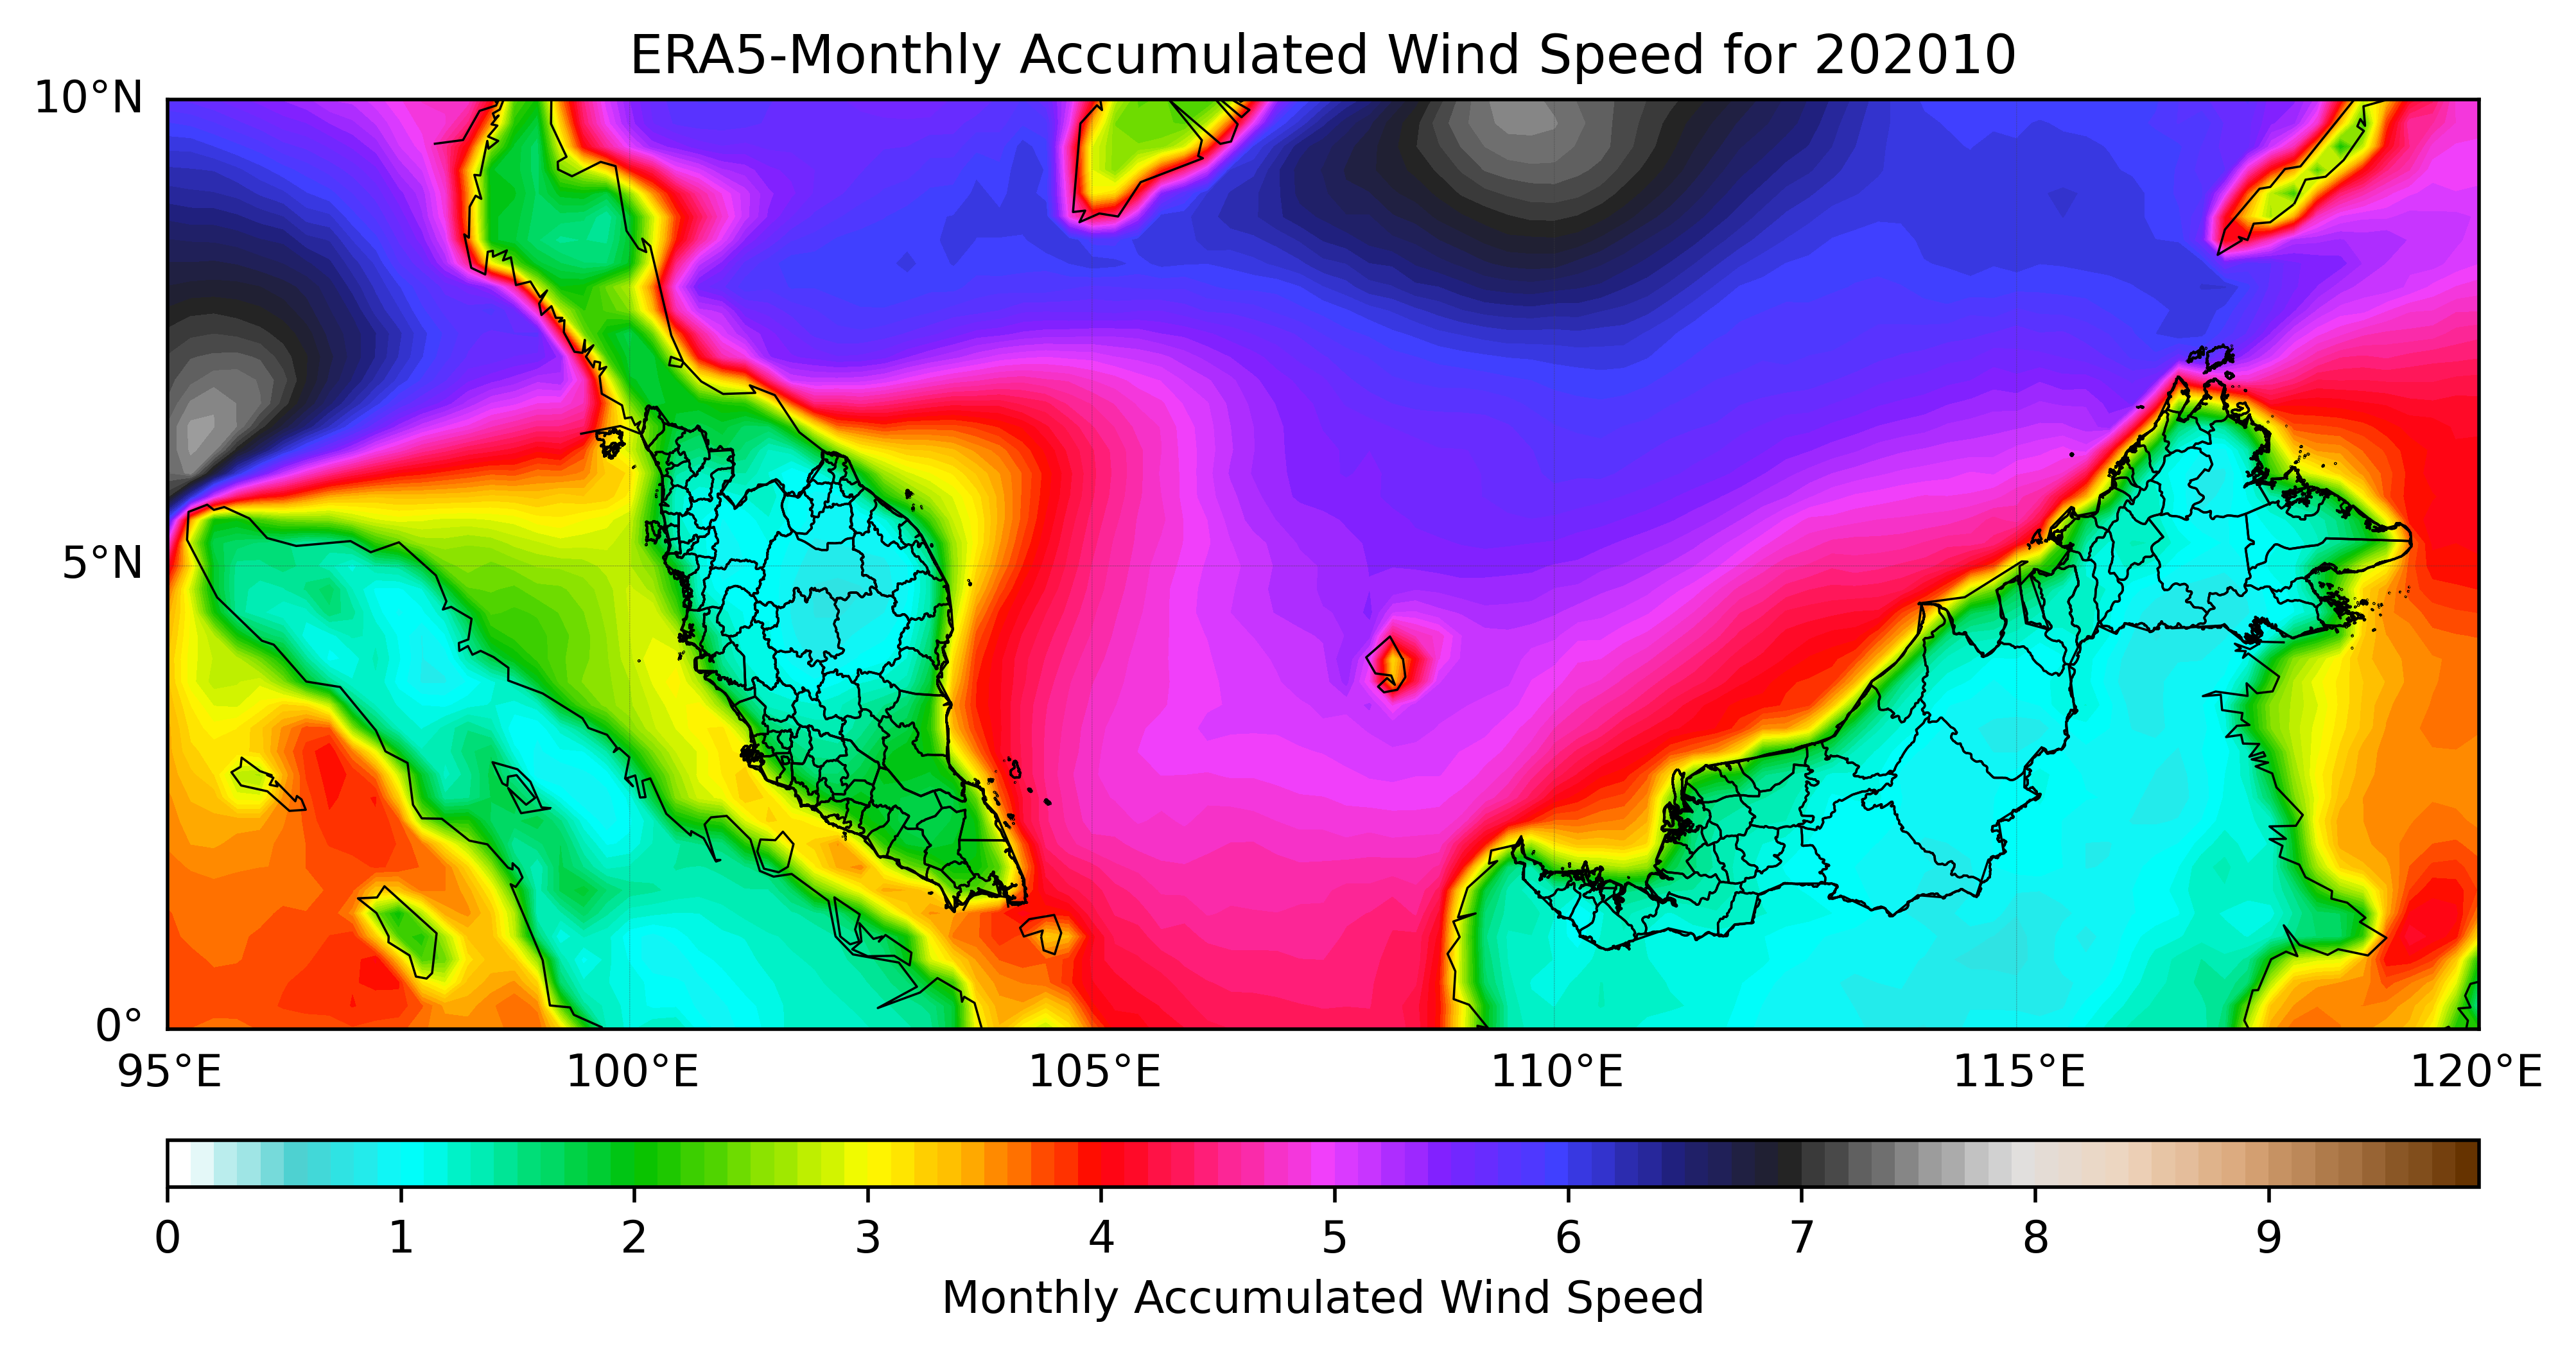 ERA5-Monthly Accumulated Wind Speed for 202010
10°N
5°N
0°
95°E 100°E 105°E 110°E 115°E 120°E
0 1 2 3 4 5 6 7 8 9
Monthly Accumulated Wind Speed